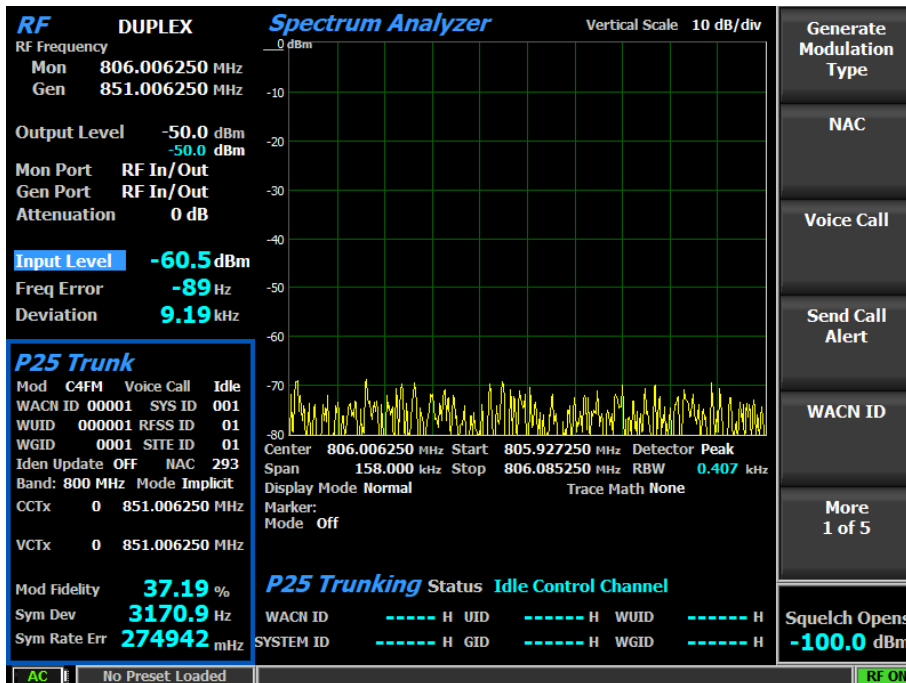 RF DUPLEX
RF Frequency
Mon 806.006250 MHz
Gen 851.006250 MHz
Output Level -50.0 dBm
-50.0 dBm
Mon Port RF In/Out
Gen Port RF In/Out
Attenuation 0 dB
Input Level -60.5 dBm
Freq Error -89 Hz
Deviation 9.19 kHz
P25 Trunk
Mod C4FM Voice Call Idle
WACN ID 00001 SYS ID 001
WUID 000001 RFSS ID 01
WGID 0001 SITE ID 01
Iden Update OFF NAC 293
Band: 800 MHz Mode Implicit
CCTx 0 851.006250 MHz
VCTx 0 851.006250 MHz
Mod Fidelity 37.19 %
Sym Dev 3170.9 Hz
Sym Rate Err 274942 mHz
Spectrum Analyzer Vertical Scale 10 dB/div
0 dBm
-10
-20
-30
-40
-50
-60
-70
-80
Center 806.006250 MHz Start 805.927250 MHz Detector Peak
Span 158.000 kHz Stop 806.085250 MHz RBW 0.407 kHz
Display Mode Normal Trace Math None
Marker:
Mode Off
P25 Trunking Status Idle Control Channel
WACN ID ----- H UID ------ H WUID ------ H
SYSTEM ID ----- H GID ------ H WGID ------ H
Generate
Modulation
Type
NAC
Voice Call
Send Call
Alert
WACN ID
More
1 of 5
Squelch Opens
-100.0 dBm
AC No Preset Loaded RF ON